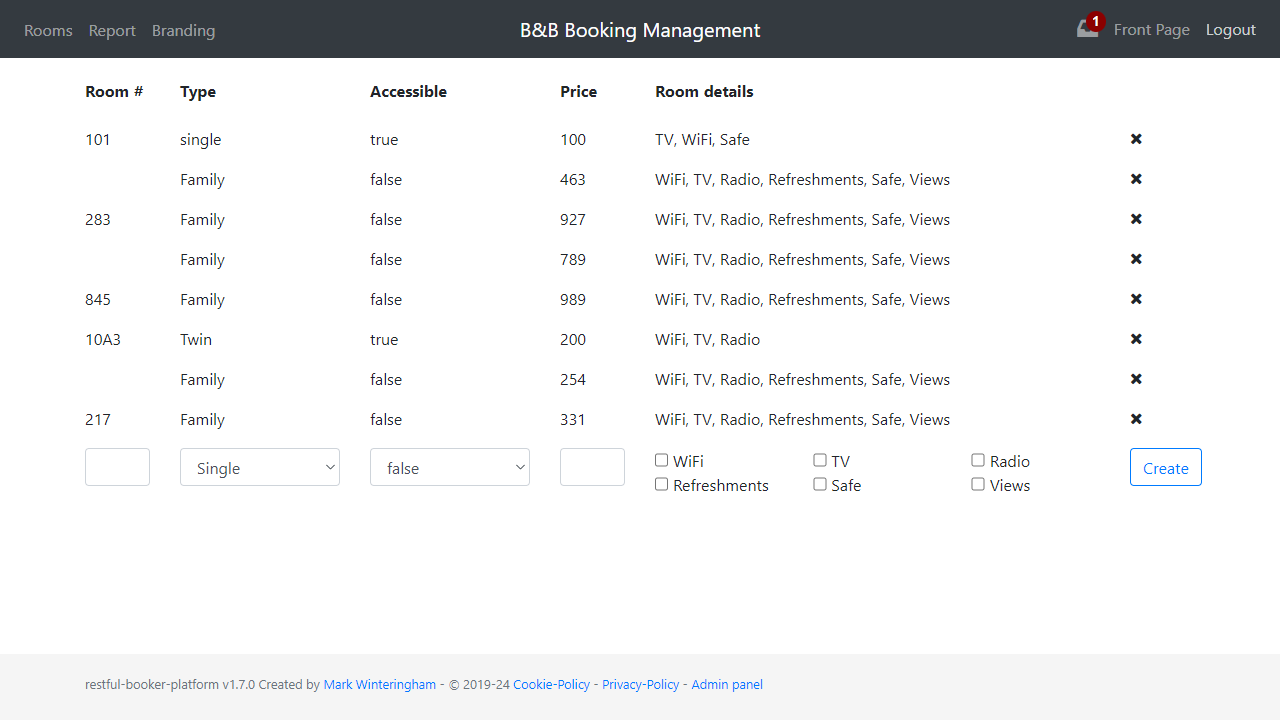 Rooms Report Branding B&B Booking Management 1 Front Page Logout
Room # Type Accessible Price Room details
101 single true 100 TV, WiFi, Safe
Family false 463 WiFi, TV, Radio, Refreshments, Safe, Views
283 Family false 927 WiFi, TV, Radio, Refreshments, Safe, Views
Family false 789 WiFi, TV, Radio, Refreshments, Safe, Views
845 Family false 989 WiFi, TV, Radio, Refreshments, Safe, Views
10A3 Twin true 200 WiFi, TV, Radio
Family false 254 WiFi, TV, Radio, Refreshments, Safe, Views
217 Family false 331 WiFi, TV, Radio, Refreshments, Safe, Views
Single false WiFi TV Radio Create
Refreshments Safe Views
restful-booker-platform v1.7.0 Created by Mark Winteringham - © 2019-24 Cookie-Policy - Privacy-Policy - Admin panel